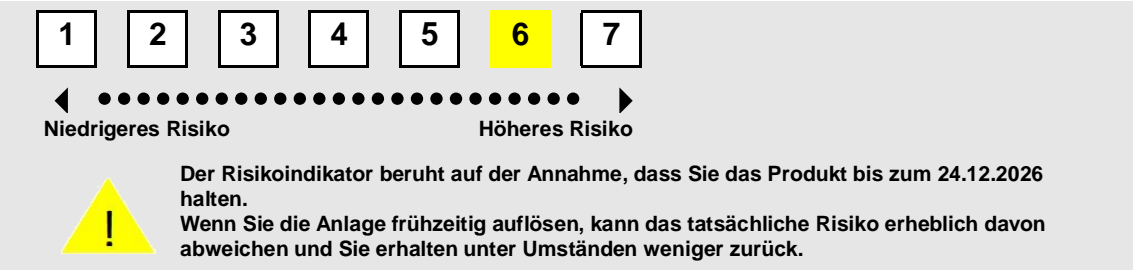 1 2 3 4 5 6 7
Niedrigeres Risiko Höheres Risiko
!
Der Risikoindikator beruht auf der Annahme, dass Sie das Produkt bis zum 24.12.2026
halten.
Wenn Sie die Anlage frühzeitig auflösen, kann das tatsächliche Risiko erheblich davon
abweichen und Sie erhalten unter Umständen weniger zurück.